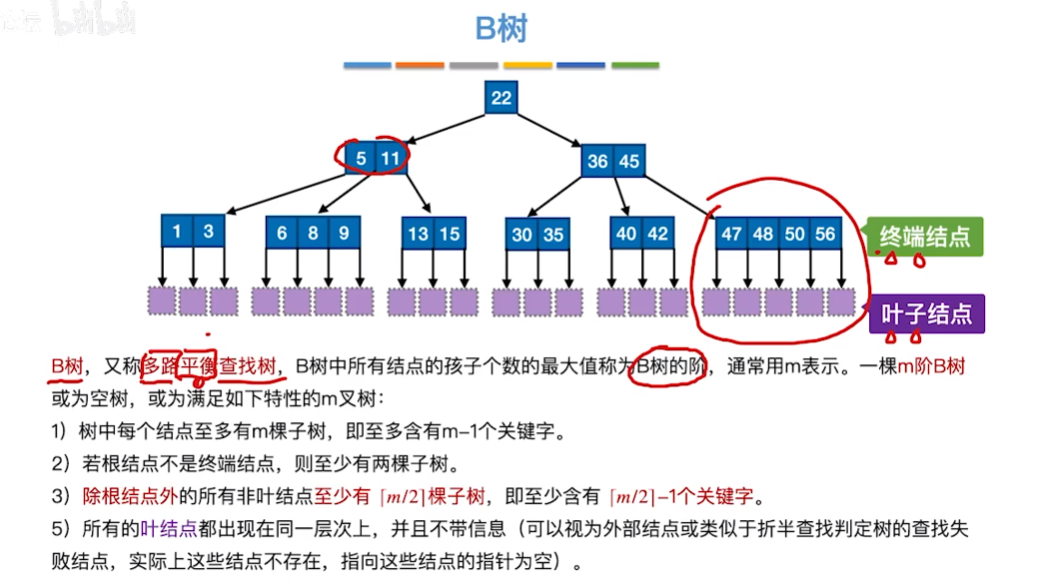 bilibili
B树
22
5 11
36 45
1 3
6 8 9
13 15
30 35
40 42
47 48 50 56
终端结点
叶子结点
B树，又称多路平衡查找树，B树中所有结点的孩子个数的最大值称为B树的阶，通常用m表示。一棵m阶B树
或为空树，或为满足如下特性的m叉树：
1）树中每个结点至多有m棵子树，即至多含有m-1个关键字。
2）若根结点不是终端结点，则至少有两棵子树。
3）除根结点外的所有非叶结点至少有 ⌈m/2⌉棵子树，即至少含有 ⌈m/2⌉-1个关键字。
5）所有的叶结点都出现在同一层次上，并且不带信息（可以视为外部结点或类似于折半查找判定树的查找失
败结点，实际上这些结点不存在，指向这些结点的指针为空）。